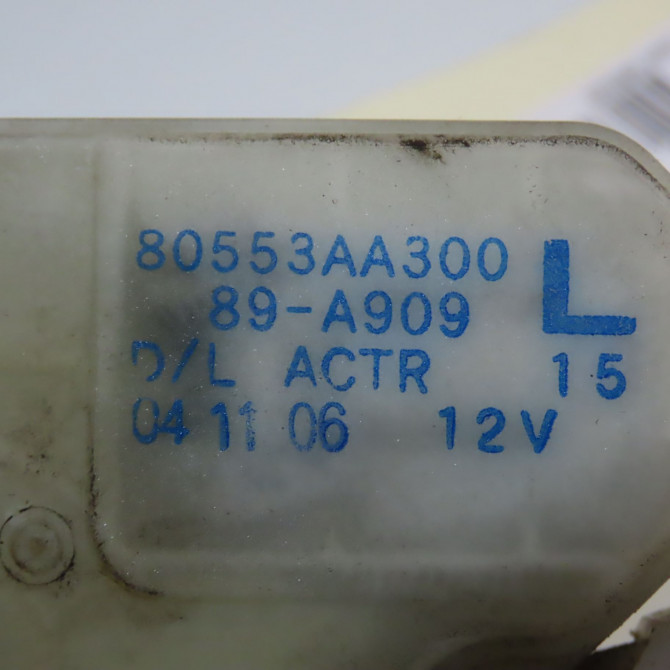 80553AA300
89-A909
L
D/L ACTR
15
04 11 06 12V